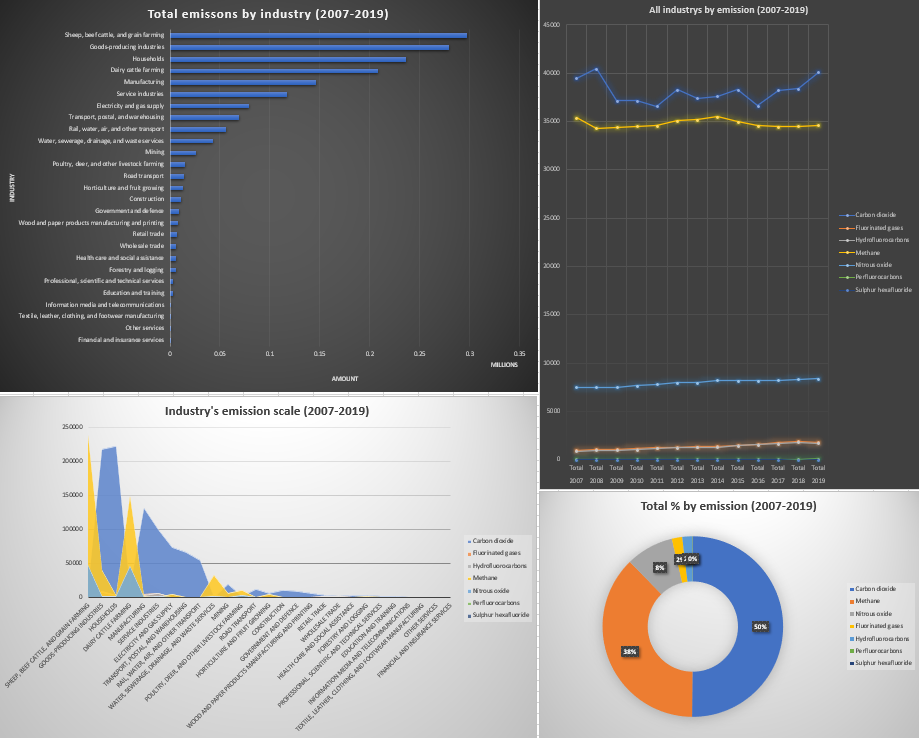 Total emissons by industry (2007-2019)
Sheep, beef cattle, and grain farming
Goods-producing industries
Households
Dairy cattle farming
Manufacturing
Service industries
Electricity and gas supply
Transport, postal, and warehousing
Rail, water, air, and other transport
Water, sewerage, drainage, and waste services
Mining
Poultry, deer, and other livestock farming
Road transport
Horticulture and fruit growing
Construction
Government and defence
Wood and paper products manufacturing and printing
Retail trade
Wholesale trade
Health care and social assistance
Forestry and logging
Professional, scientific and technical services
Education and training
Information media and telecommunications
Textile, leather, clothing, and footwear manufacturing
Other services
Financial and insurance services
INDUSTRY
0 0.05 0.1 0.15 0.2 0.25 0.3 0.35
MILLIONS
AMOUNT
All industrys by emission (2007-2019)
45000
40000
35000
30000
25000
20000
15000
10000
5000
0
Total Total Total Total Total Total Total Total Total Total Total Total Total
2007 2008 2009 2010 2011 2012 2013 2014 2015 2016 2017 2018 2019
Carbon dioxide
Fluorinated gases
Hydrofluorocarbons
Methane
Nitrous oxide
Perfluorocarbons
Sulphur hexafluoride
Industry's emission scale (2007-2019)
250000
200000
150000
100000
50000
0
SHEEP, BEEF CATTLE, AND GRAIN FARMING
GOODS-PRODUCING INDUSTRIES
HOUSEHOLDS
DAIRY CATTLE FARMING
MANUFACTURING
SERVICE INDUSTRIES
ELECTRICITY AND GAS SUPPLY
TRANSPORT, POSTAL, AND WAREHOUSING
RAIL, WATER, AIR, AND OTHER TRANSPORT
WATER, SEWERAGE, DRAINAGE, AND WASTE SERVICES
MINING
POULTRY, DEER, AND OTHER LIVESTOCK FARMING
ROAD TRANSPORT
HORTICULTURE AND FRUIT GROWING
CONSTRUCTION
GOVERNMENT AND DEFENCE
WOOD AND PAPER PRODUCTS MANUFACTURING AND PRINTING
RETAIL TRADE
WHOLESALE TRADE
HEALTH CARE AND SOCIAL ASSISTANCE
FORESTRY AND LOGGING
PROFESSIONAL, SCIENTIFIC AND TECHNICAL SERVICES
EDUCATION AND TRAINING
INFORMATION MEDIA AND TELECOMMUNICATIONS
TEXTILE, LEATHER, CLOTHING, AND FOOTWEAR MANUFACTURING
OTHER SERVICES
FINANCIAL AND INSURANCE SERVICES
Carbon dioxide
Fluorinated gases
Hydrofluorocarbons
Methane
Nitrous oxide
Perfluorocarbons
Sulphur hexafluoride
Total % by emission (2007-2019)
8%
0%
50%
38%
Carbon dioxide
Methane
Nitrous oxide
Fluorinated gases
Hydrofluorocarbons
Perfluorocarbons
Sulphur hexafluoride